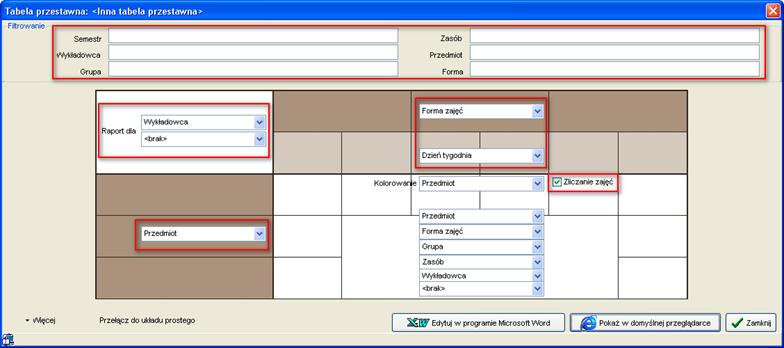 Tabela przestawna: <Inna tabela przestawna>
Filtrowanie
Semestr
Zasób
Wykładowca
Przedmiot
Grupa
Forma
Raport dla
Wykładowca
<brak>
Forma zajęć
Dzień tygodnia
Kolorowanie
Przedmiot
Zliczanie zajęć
Przedmiot
Przedmiot
Forma zajęć
Grupa
Zasób
Wykładowca
<brak>
Więcej
Przełącz do układu prostego
Edytuj w programie Microsoft Word
Pokaż w domyślnej przeglądarce
Zamknij